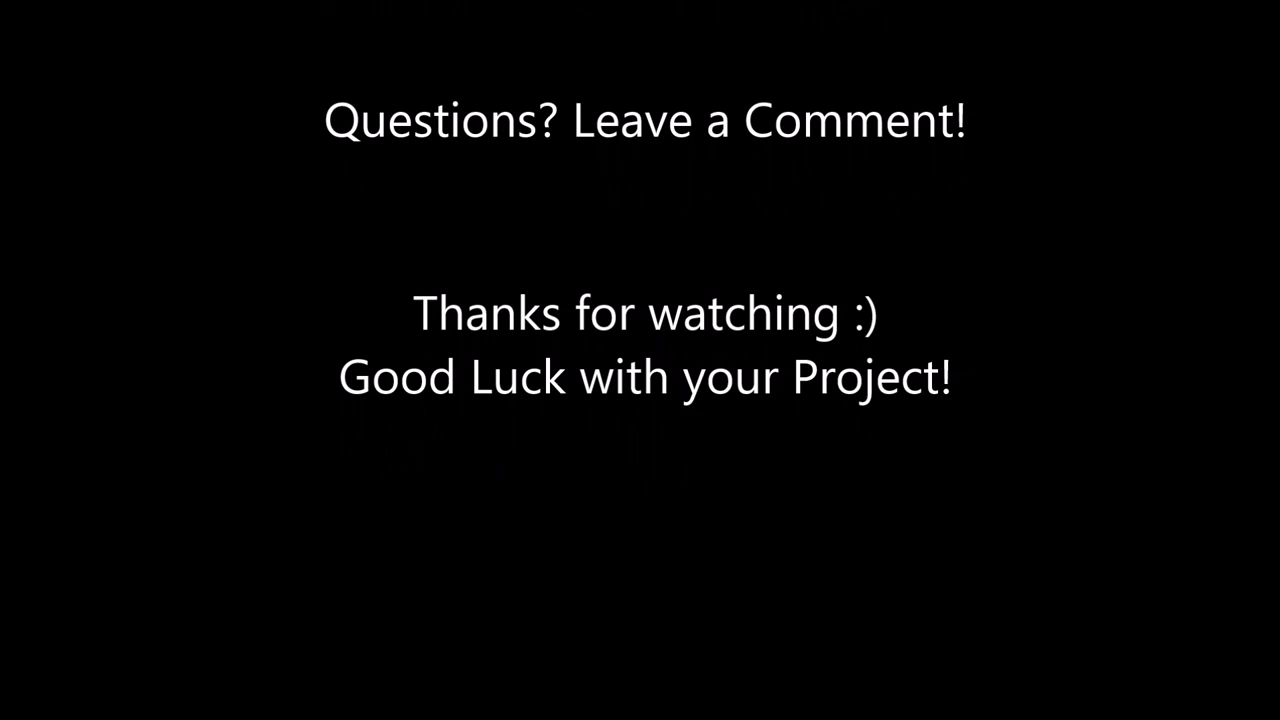 Questions? Leave a Comment!
Thanks for watching :)
Good Luck with your Project!